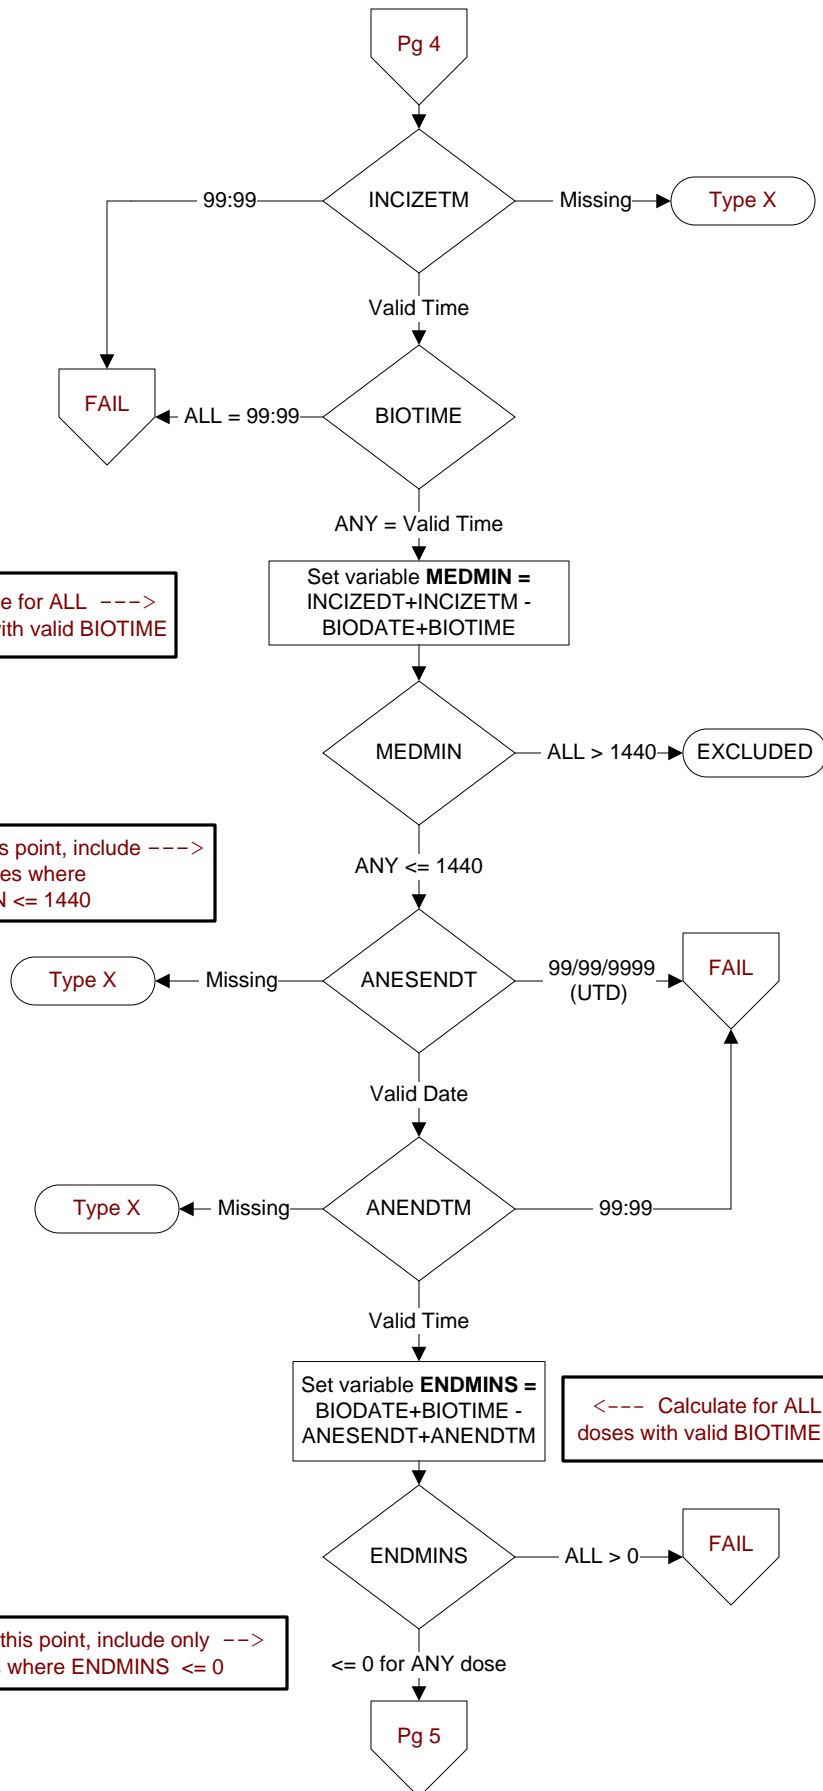 Pg 4
99:99
INCIZETM
Missing
Type X
Valid Time
FAIL
ALL = 99:99
BIOTIME
ANY = Valid Time
e for ALL --->
ith valid BIOTIME
Set variable MEDMIN =
INCIZEDT+INCIZETM -
BIODATE+BIOTIME
MEDMIN
ALL > 1440
EXCLUDED
s point, include --->
es where
N <= 1440
ANY <= 1440
Type X
Missing
ANESENDT
99/99/9999
(UTD)
FAIL
Valid Date
Type X
Missing
ANENDTM
99:99
Valid Time
Set variable ENDMINS =
BIODATE+BIOTIME -
ANESENDT+ANENDTM
<--- Calculate for ALL
doses with valid BIOTIME
ENDMINS
ALL > 0
FAIL
this point, include only -->
where ENDMINS <= 0
<= 0 for ANY dose
Pg 5